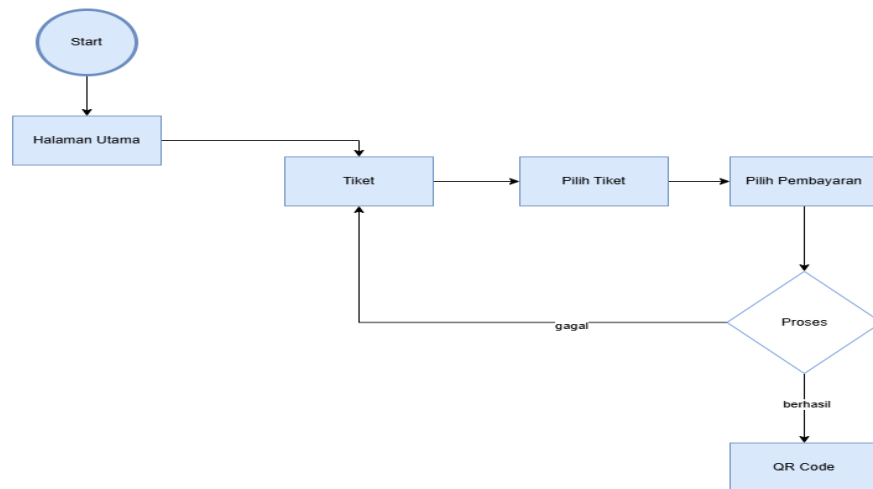 Start
Halaman Utama
Tiket
Pilih Tiket
Pilih Pembayaran
Proses
gagal
berhasil
QR Code